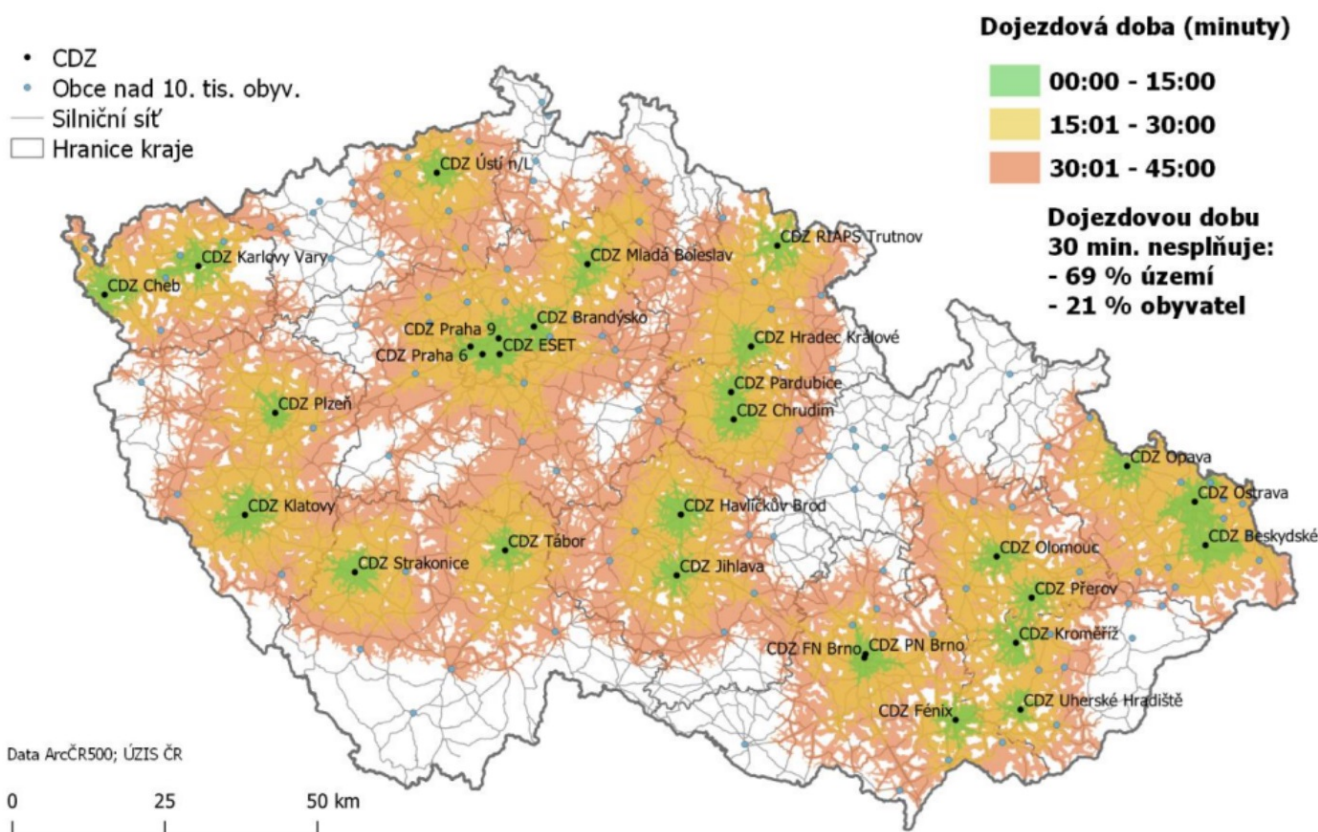 CDZ
Obce nad 10. tis. obyv.
Silniční síť
Hranice kraje
Dojezdová doba (minuty)
00:00 - 15:00
15:01 - 30:00
30:01 - 45:00
Dojezdovou dobu
30 min. nesplňuje:
- 69 % území
- 21 % obyvatel
CDZ Ústí n/L
CDZ RIAPS Trutnov
CDZ Karlovy Vary
CDZ Mladá Boleslav
CDZ Cheb
CDZ Brandýsko
CDZ Praha 9
CDZ ESET
CDZ Praha 6
CDZ Hradec Králové
CDZ Plzeň
CDZ Pardubice
CDZ Chrudim
CDZ Opava
CDZ Klatovy
CDZ Havlíčkův Brod
CDZ Ostrava
CDZ Tábor
CDZ Olomouc
CDZ Beskydské
CDZ Strakonice
CDZ Jihlava
CDZ Přerov
CDZ Kroměříž
CDZ FN Brno
CDZ PN Brno
CDZ Uherské Hradiště
CDZ Fénix
Data ArcČR500; ÚZIS ČR
0 25 50 km